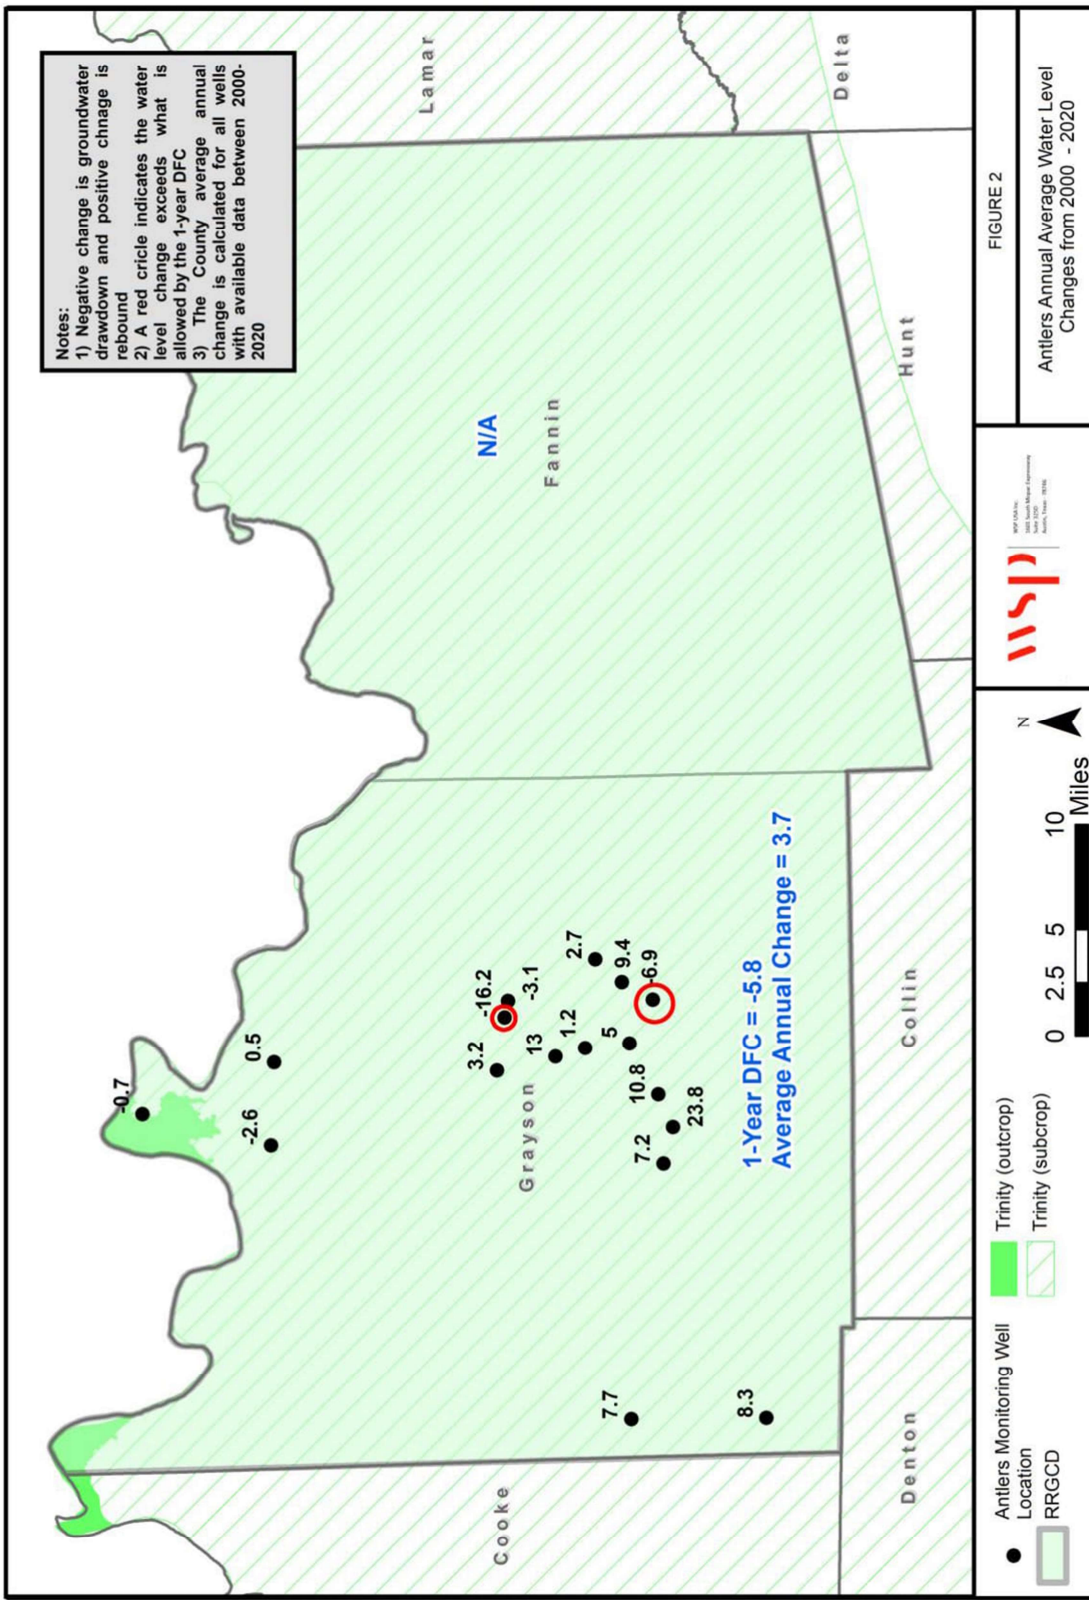 Notes:
1) Negative change is groundwater
drawdown and positive chnage is
rebound
2) A red cricle indicates the water
level change exceeds what is
allowed by the 1-year DFC
3) The County average annual
change is calculated for all wells
with available data between 2000-
2020
Lamar
Delta
Hunt
N/A
Fannin
-0.7
0.5
-2.6
-16.2
-3.1
3.2
13
1.2
2.7
9.4
-6.9
5
10.8
23.8
7.2
Grayson
1-Year DFC = -5.8
Average Annual Change = 3.7
7.7
8.3
Cooke
Denton
Collin
Antlers Monitoring Well
Location
RRGCD
Trinity (outcrop)
Trinity (subcrop)
0 2.5 5 10
Miles
N
wsp
WSP USA Inc.
Austin, Texas
FIGURE 2
Antlers Annual Average Water Level
Changes from 2000 - 2020